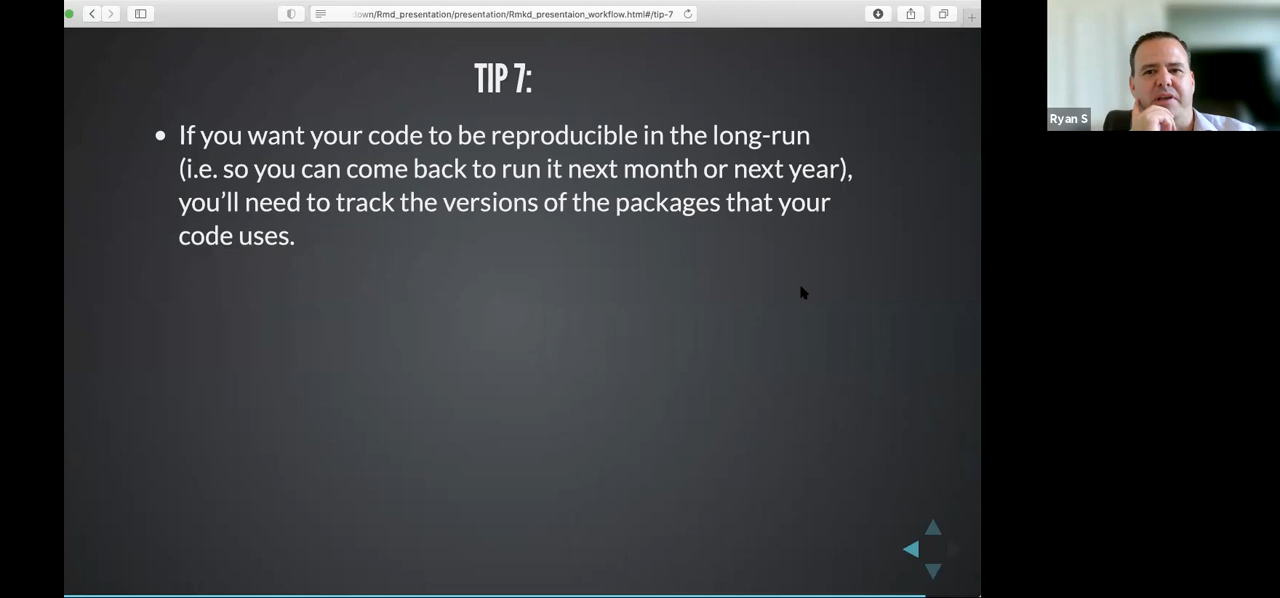 down/Rmd_presentation/presentation/Rmkd_presentaion_workflow.html#/tip-7
Ryan S
TIP 7:
If you want your code to be reproducible in the long-run
(i.e. so you can come back to run it next month or next year),
you’ll need to track the versions of the packages that your
code uses.